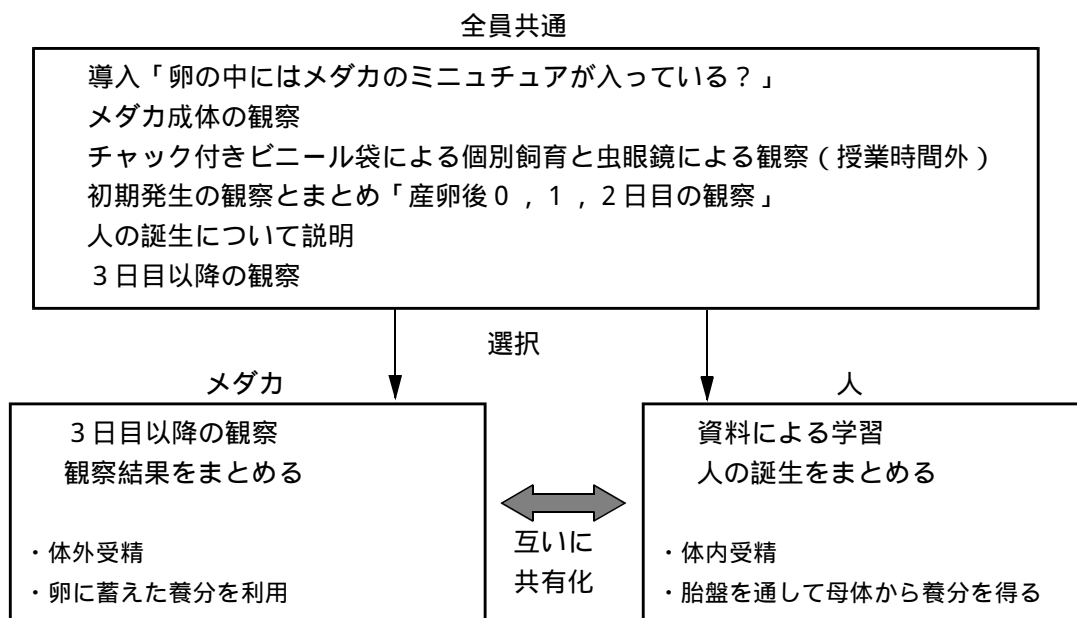 全員共通
導入「卵の中にはメダカのミニュチュアが入っている？」
メダカ成体の観察
チャック付きビニール袋による個別飼育と虫眼鏡による観察（授業時間外）
初期発生の観察とまとめ「産卵後０，１，２日目の観察」
人の誕生について説明
３日目以降の観察
選択
メダカ
３日目以降の観察
観察結果をまとめる
・体外受精
・卵に蓄えた養分を利用
互いに
共有化
人
資料による学習
人の誕生をまとめる
・体内受精
・胎盤を通して母体から養分を得る